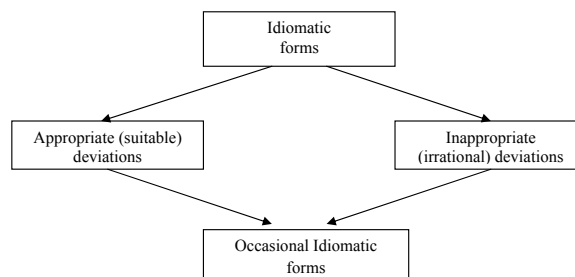 Idiomatic
forms
Appropriate (suitable)
deviations
Inappropriate
(irrational) deviations
Occasional Idiomatic
forms